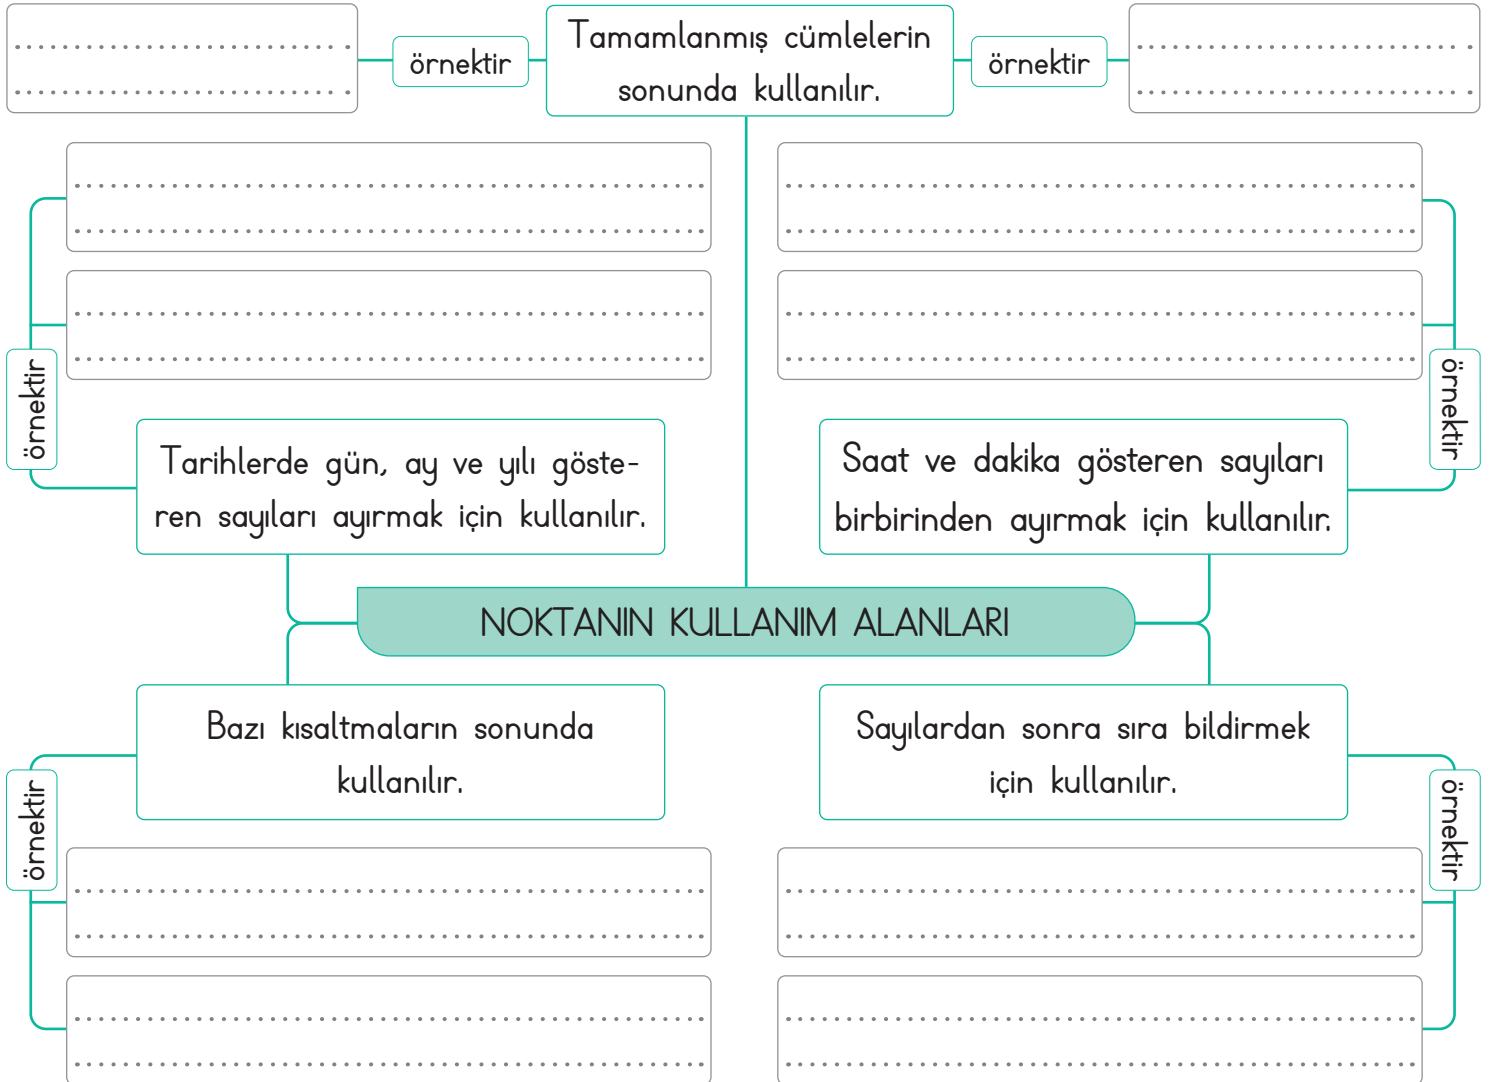 örnektir
Tamamlanmış cümlelerin
sonunda kullanılır.
örnektir
örnektir
Tarihlerde gün, ay ve yılı göste-
ren sayıları ayırmak için kullanılır.
Saat ve dakika gösteren sayıları
birbirinden ayırmak için kullanılır.
örnektir
NOKTANIN KULLANIM ALANLARI
örnektir
Bazı kısaltmaların sonunda
kullanılır.
Sayılardan sonra sıra bildirmek
için kullanılır.
örnektir